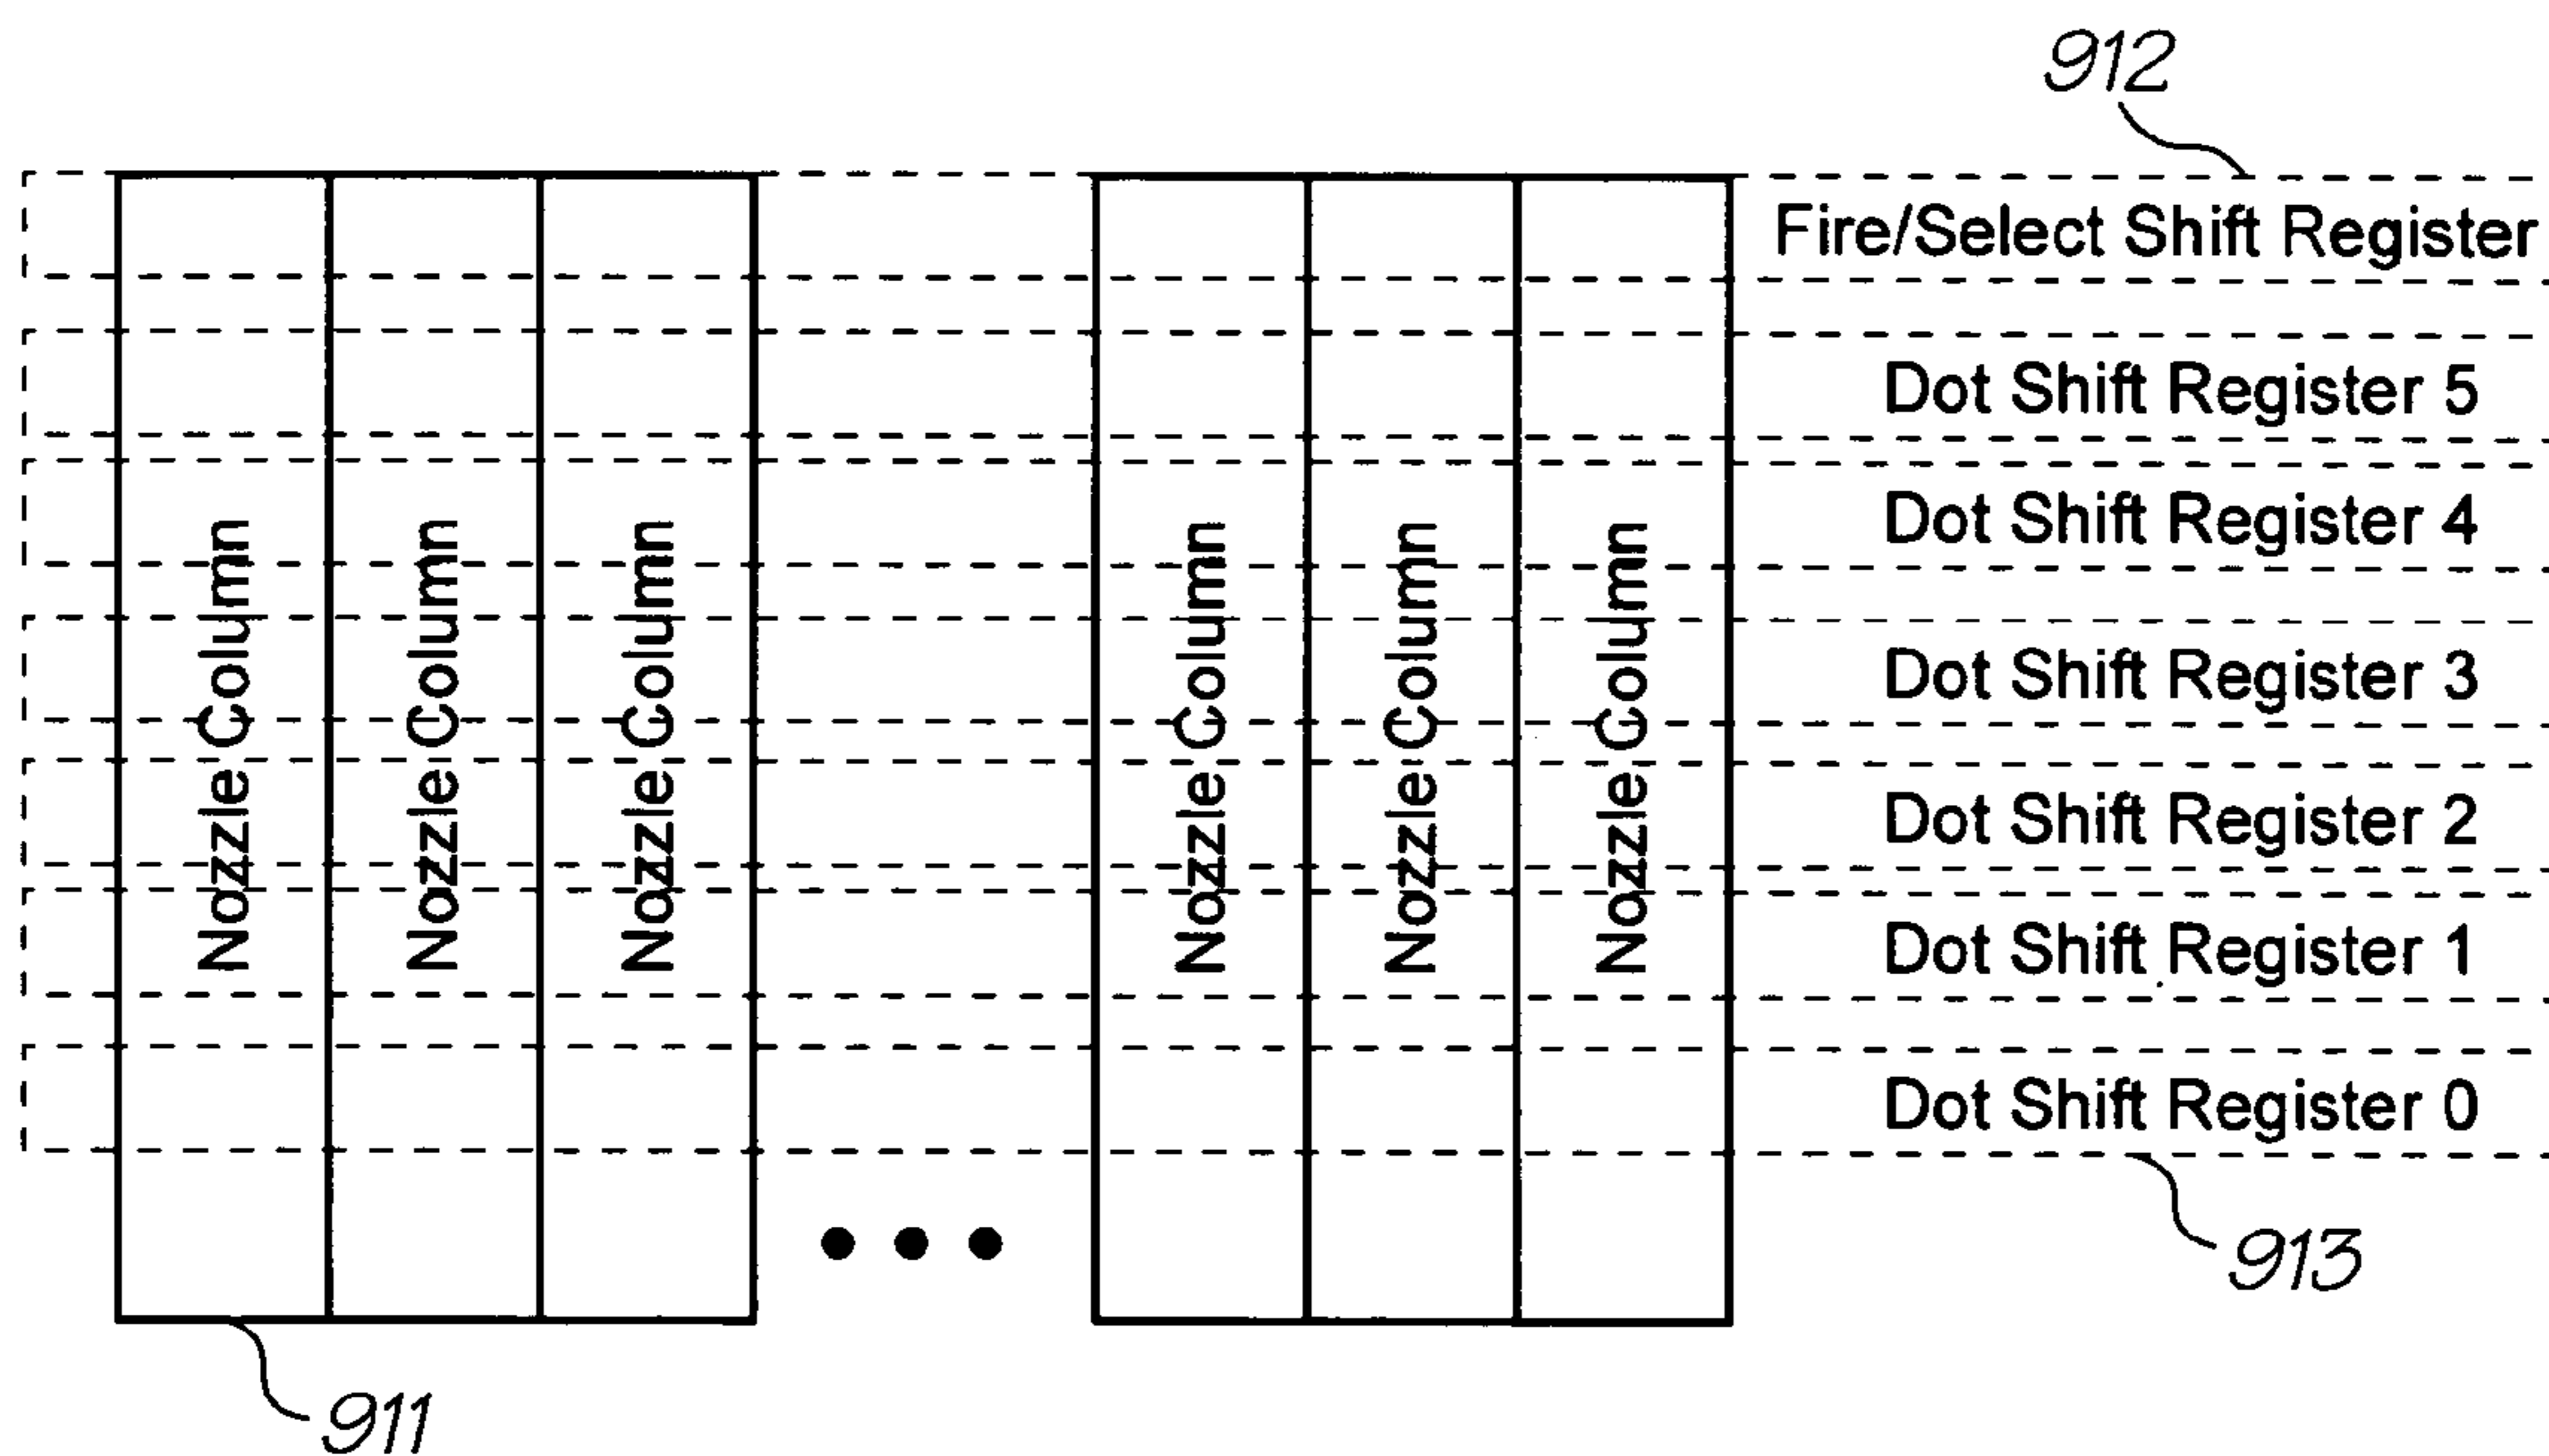 912
Fire/Select Shift Register
Dot Shift Register 5
Dot Shift Register 4
Dot Shift Register 3
Dot Shift Register 2
Dot Shift Register 1
Dot Shift Register 0
Nozzle Column
Nozzle Column
Nozzle Column
Nozzle Column
Nozzle Column
Nozzle Column
913
911